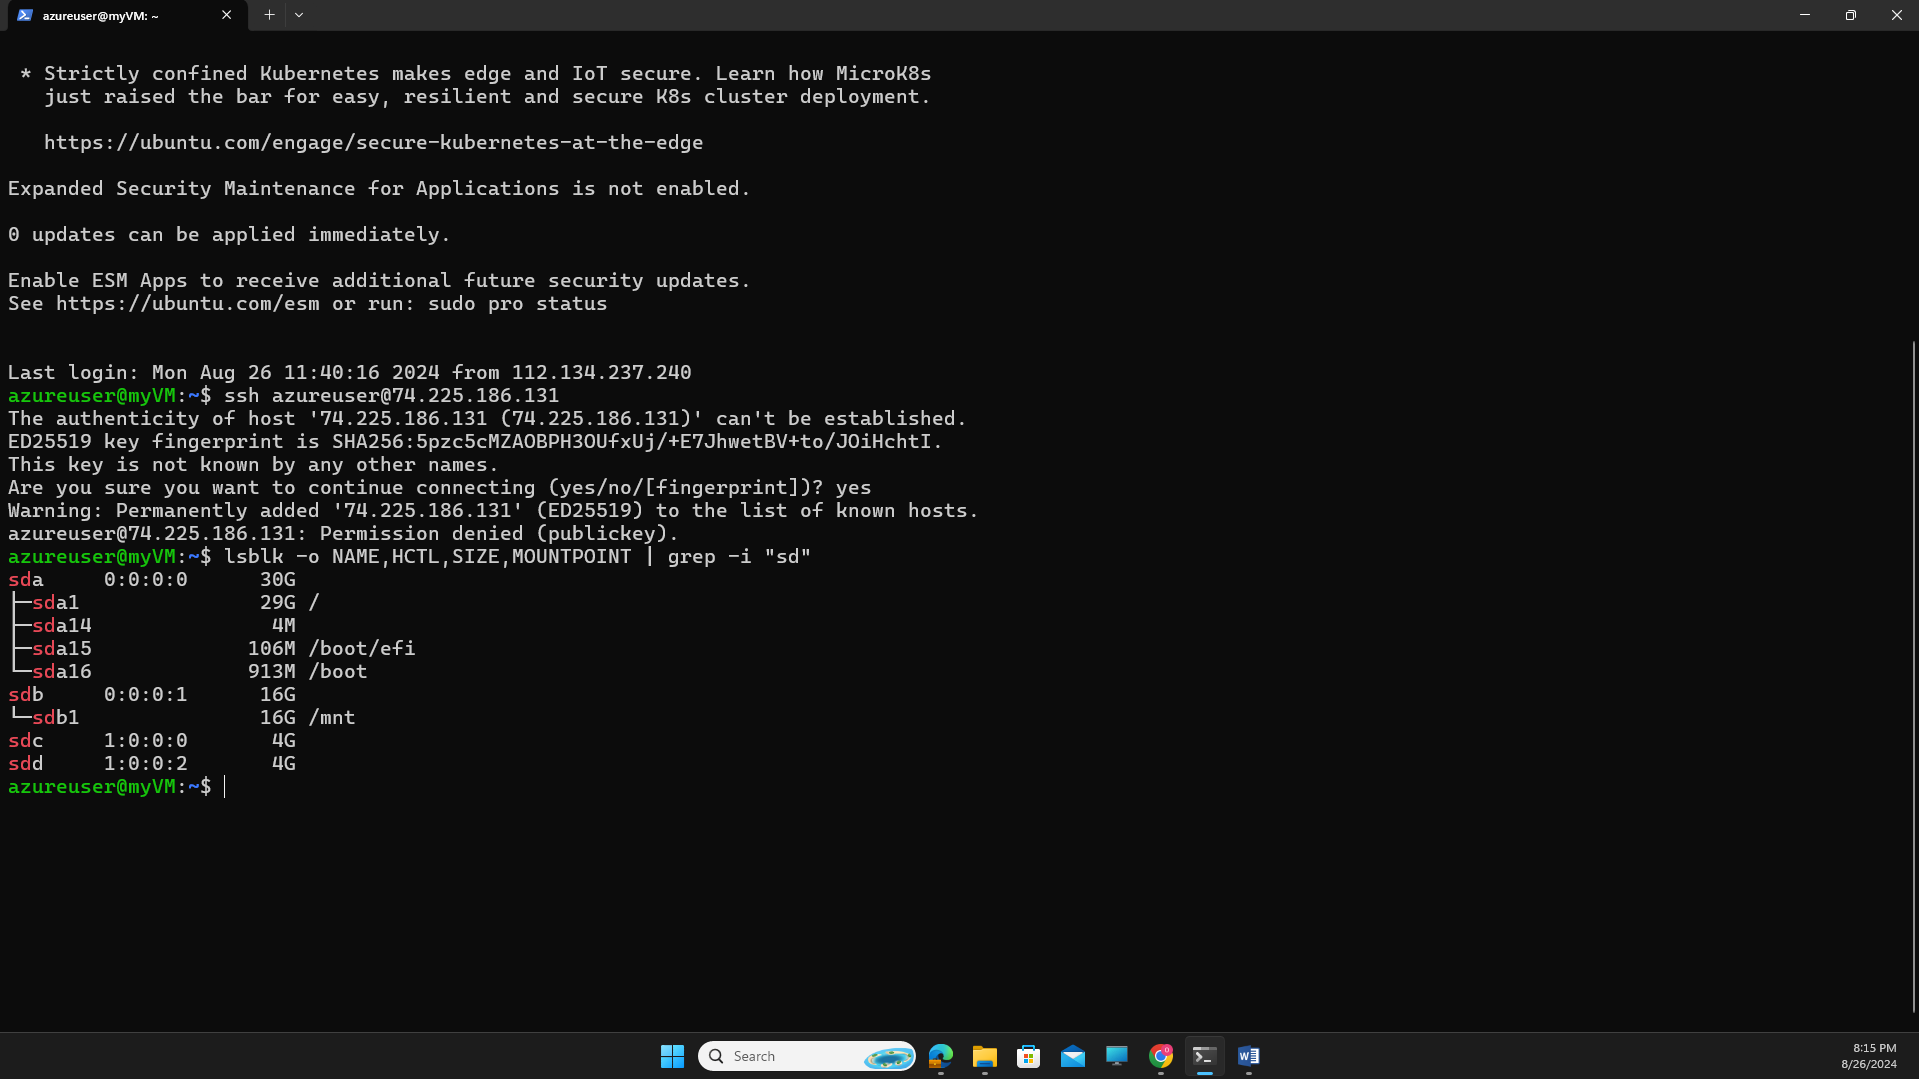 azureuser@myVM: ~
* Strictly confined Kubernetes makes edge and IoT secure. Learn how MicroK8s
just raised the bar for easy, resilient and secure K8s cluster deployment.
https://ubuntu.com/engage/secure-kubernetes-at-the-edge
Expanded Security Maintenance for Applications is not enabled.
0 updates can be applied immediately.
Enable ESM Apps to receive additional future security updates.
See https://ubuntu.com/esm or run: sudo pro status
Last login: Mon Aug 26 11:40:16 2024 from 112.134.237.240
azureuser@myVM:~$ ssh azureuser@74.225.186.131
The authenticity of host '74.225.186.131 (74.225.186.131)' can't be established.
ED25519 key fingerprint is SHA256:5pzc5cMZAOBPH3OUfxUj/+E7JhwetBV+to/JOiHchtI.
This key is not known by any other names.
Are you sure you want to continue connecting (yes/no/[fingerprint])? yes
Warning: Permanently added '74.225.186.131' (ED25519) to the list of known hosts.
azureuser@74.225.186.131: Permission denied (publickey).
azureuser@myVM:~$ lsblk -o NAME,HCTL,SIZE,MOUNTPOINT | grep -i "sd"
sda     0:0:0:0      30G
├─sda1               29G /
├─sda14               4M
├─sda15             106M /boot/efi
└─sda16             913M /boot
sdb     0:0:0:1      16G
└─sdb1               16G /mnt
sdc     1:0:0:0       4G
sdd     1:0:0:2       4G
azureuser@myVM:~$
Search
8:15 PM
8/26/2024